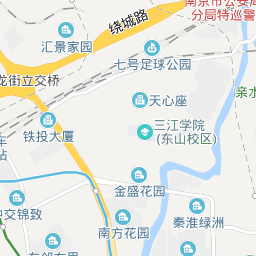 绕城路
南京市公安局
分局特巡警
汇景家园
七号足球公园
龙街立交桥
天心座
亲水
铁投大厦
三江学院
(东山校区)
车
站
金盛花园
中交锦致
秦淮绿洲
南方花园